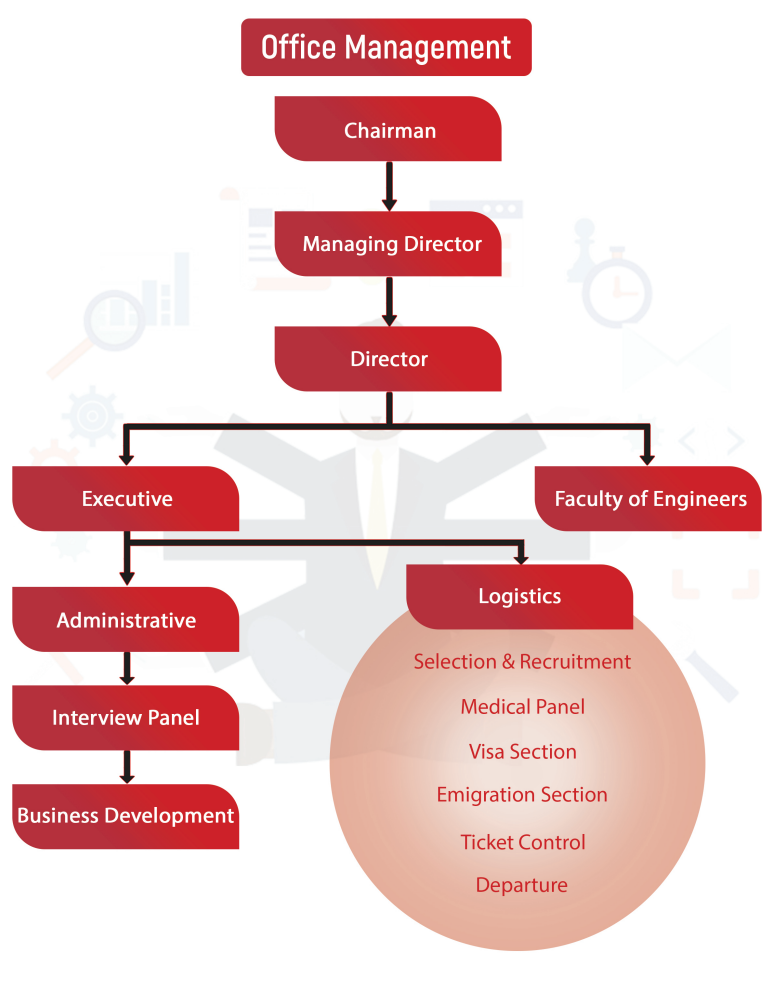 Office Management
Chairman
Managing Director
Director
Executive
Faculty of Engineers
Administrative
Logistics
Selection & Recruitment
Interview Panel
Medical Panel
Visa Section
Emigration Section
Business Development
Ticket Control
Departure